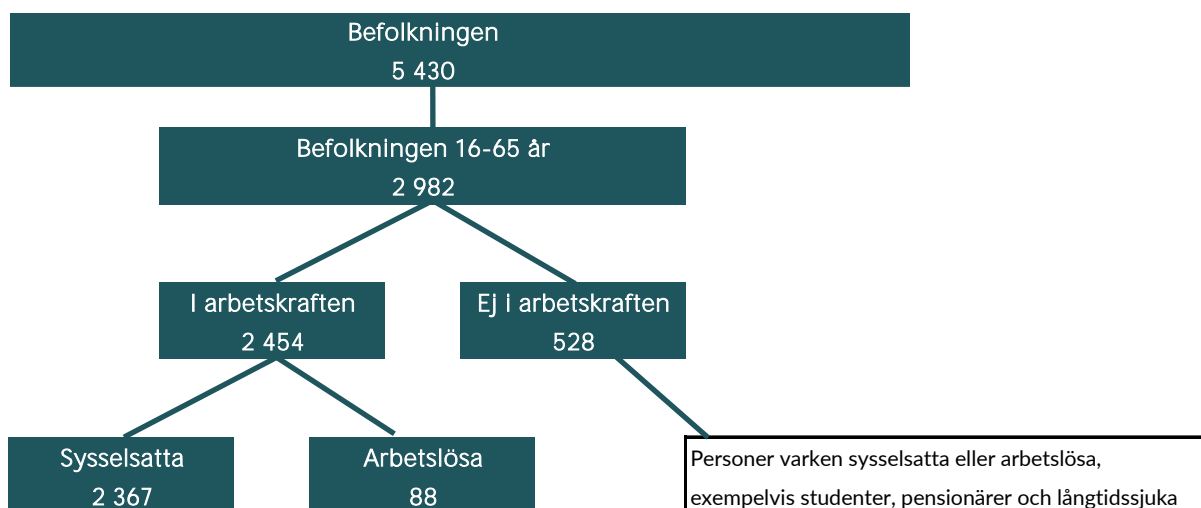 Befolkningen
5 430
Befolkningen 16-65 år
2 982
I arbetskraften
2 454
Ej i arbetskraften
528
Sysselsatta
2 367
Arbetslösa
88
Personer varken sysselsatta eller arbetslösa,
exempelvis studenter, pensionärer och långtidssjuka